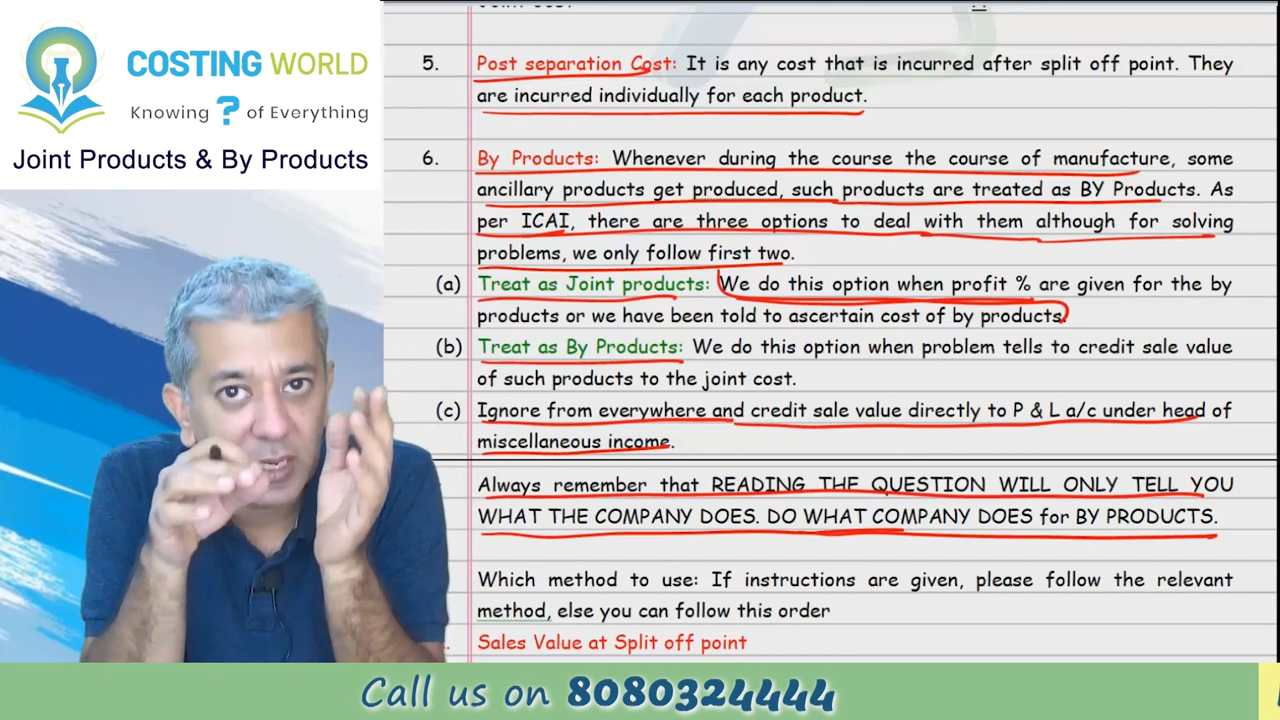 COSTING WORLD
Knowing ? of Everything
Joint Products & By Products
5. Post separation Cost: It is any cost that is incurred after split off point. They
are incurred individually for each product.
6. By Products: Whenever during the course the course of manufacture, some
ancillary products get produced, such products are treated as BY Products. As
per ICAI, there are three options to deal with them although for solving
problems, we only follow first two.
(a) Treat as Joint products: We do this option when profit % are given for the by
products or we have been told to ascertain cost of by products.
(b) Treat as By Products: We do this option when problem tells to credit sale value
of such products to the joint cost.
(c) Ignore from everywhere and credit sale value directly to P & L a/c under head of
miscellaneous income.
Always remember that READING THE QUESTION WILL ONLY TELL YOU
WHAT THE COMPANY DOES. DO WHAT COMPANY DOES for BY PRODUCTS.
Which method to use: If instructions are given, please follow the relevant
method, else you can follow this order
Sales Value at Split off point
Call us on 8080324444